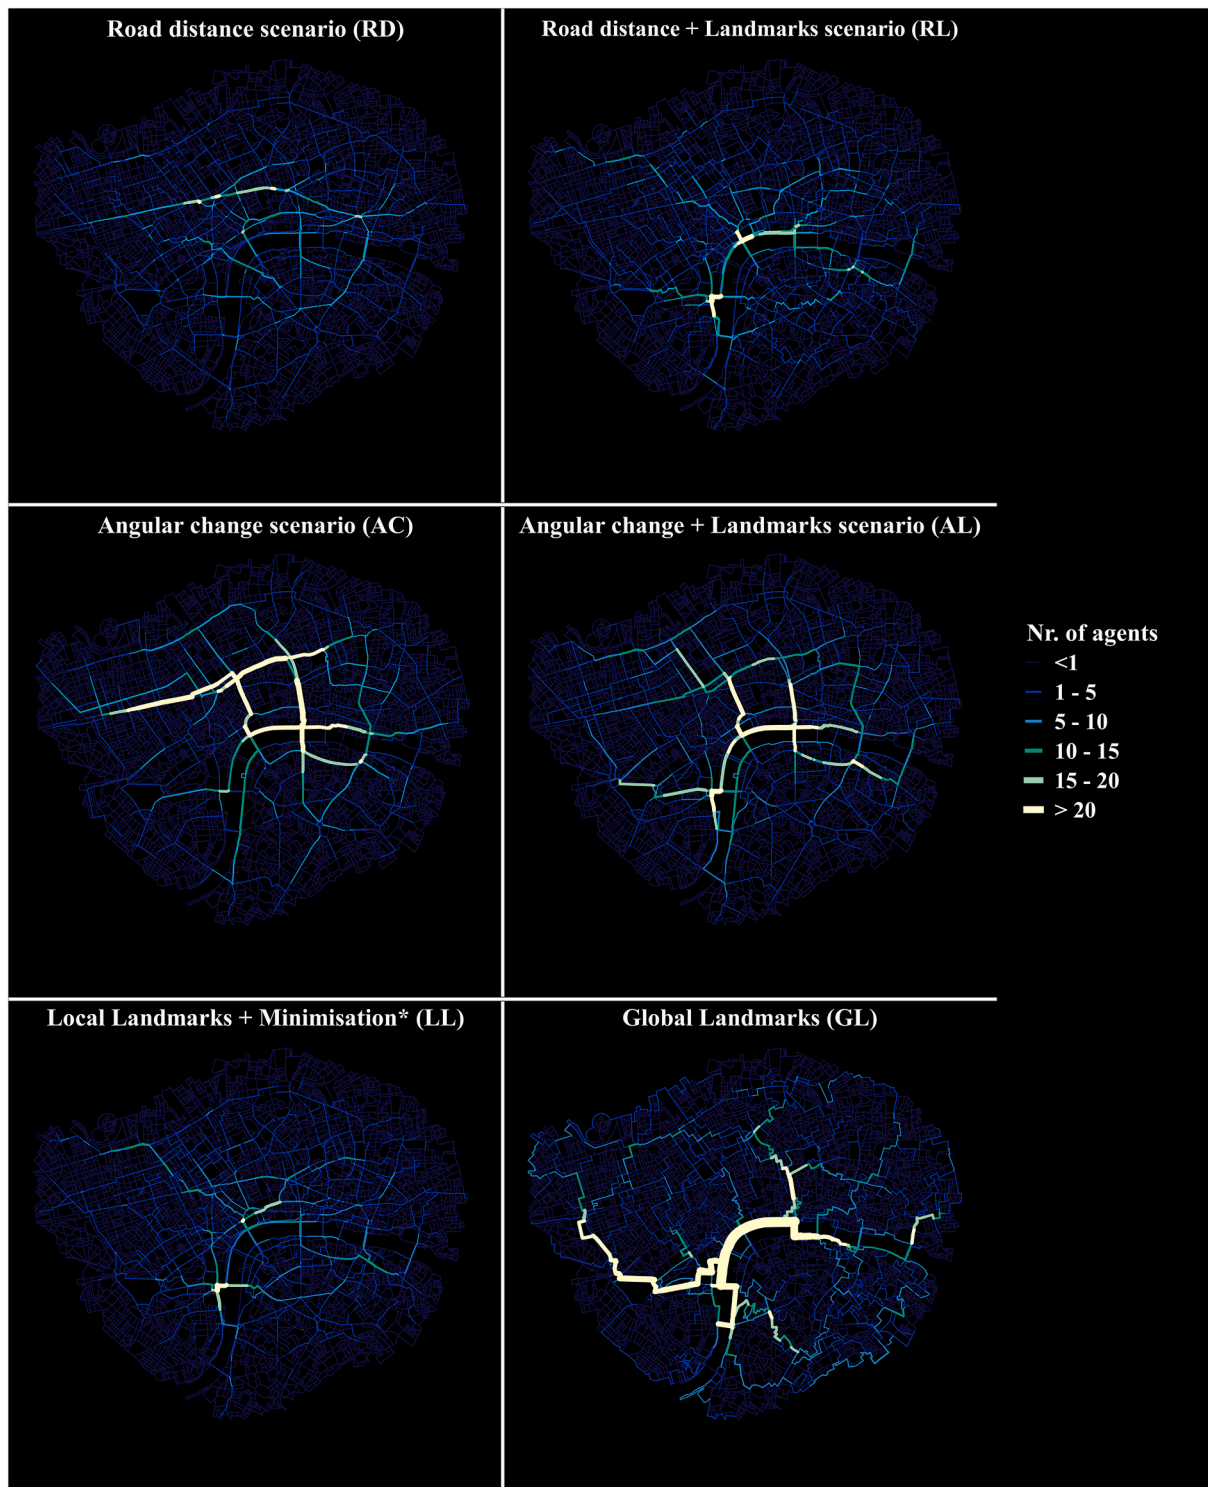 Road distance scenario (RD)
Road distance + Landmarks scenario (RL)
Angular change scenario (AC)
Angular change + Landmarks scenario (AL)
Nr. of agents
<1
1 - 5
5 - 10
10 - 15
15 - 20
> 20
Local Landmarks + Minimisation* (LL)
Global Landmarks (GL)